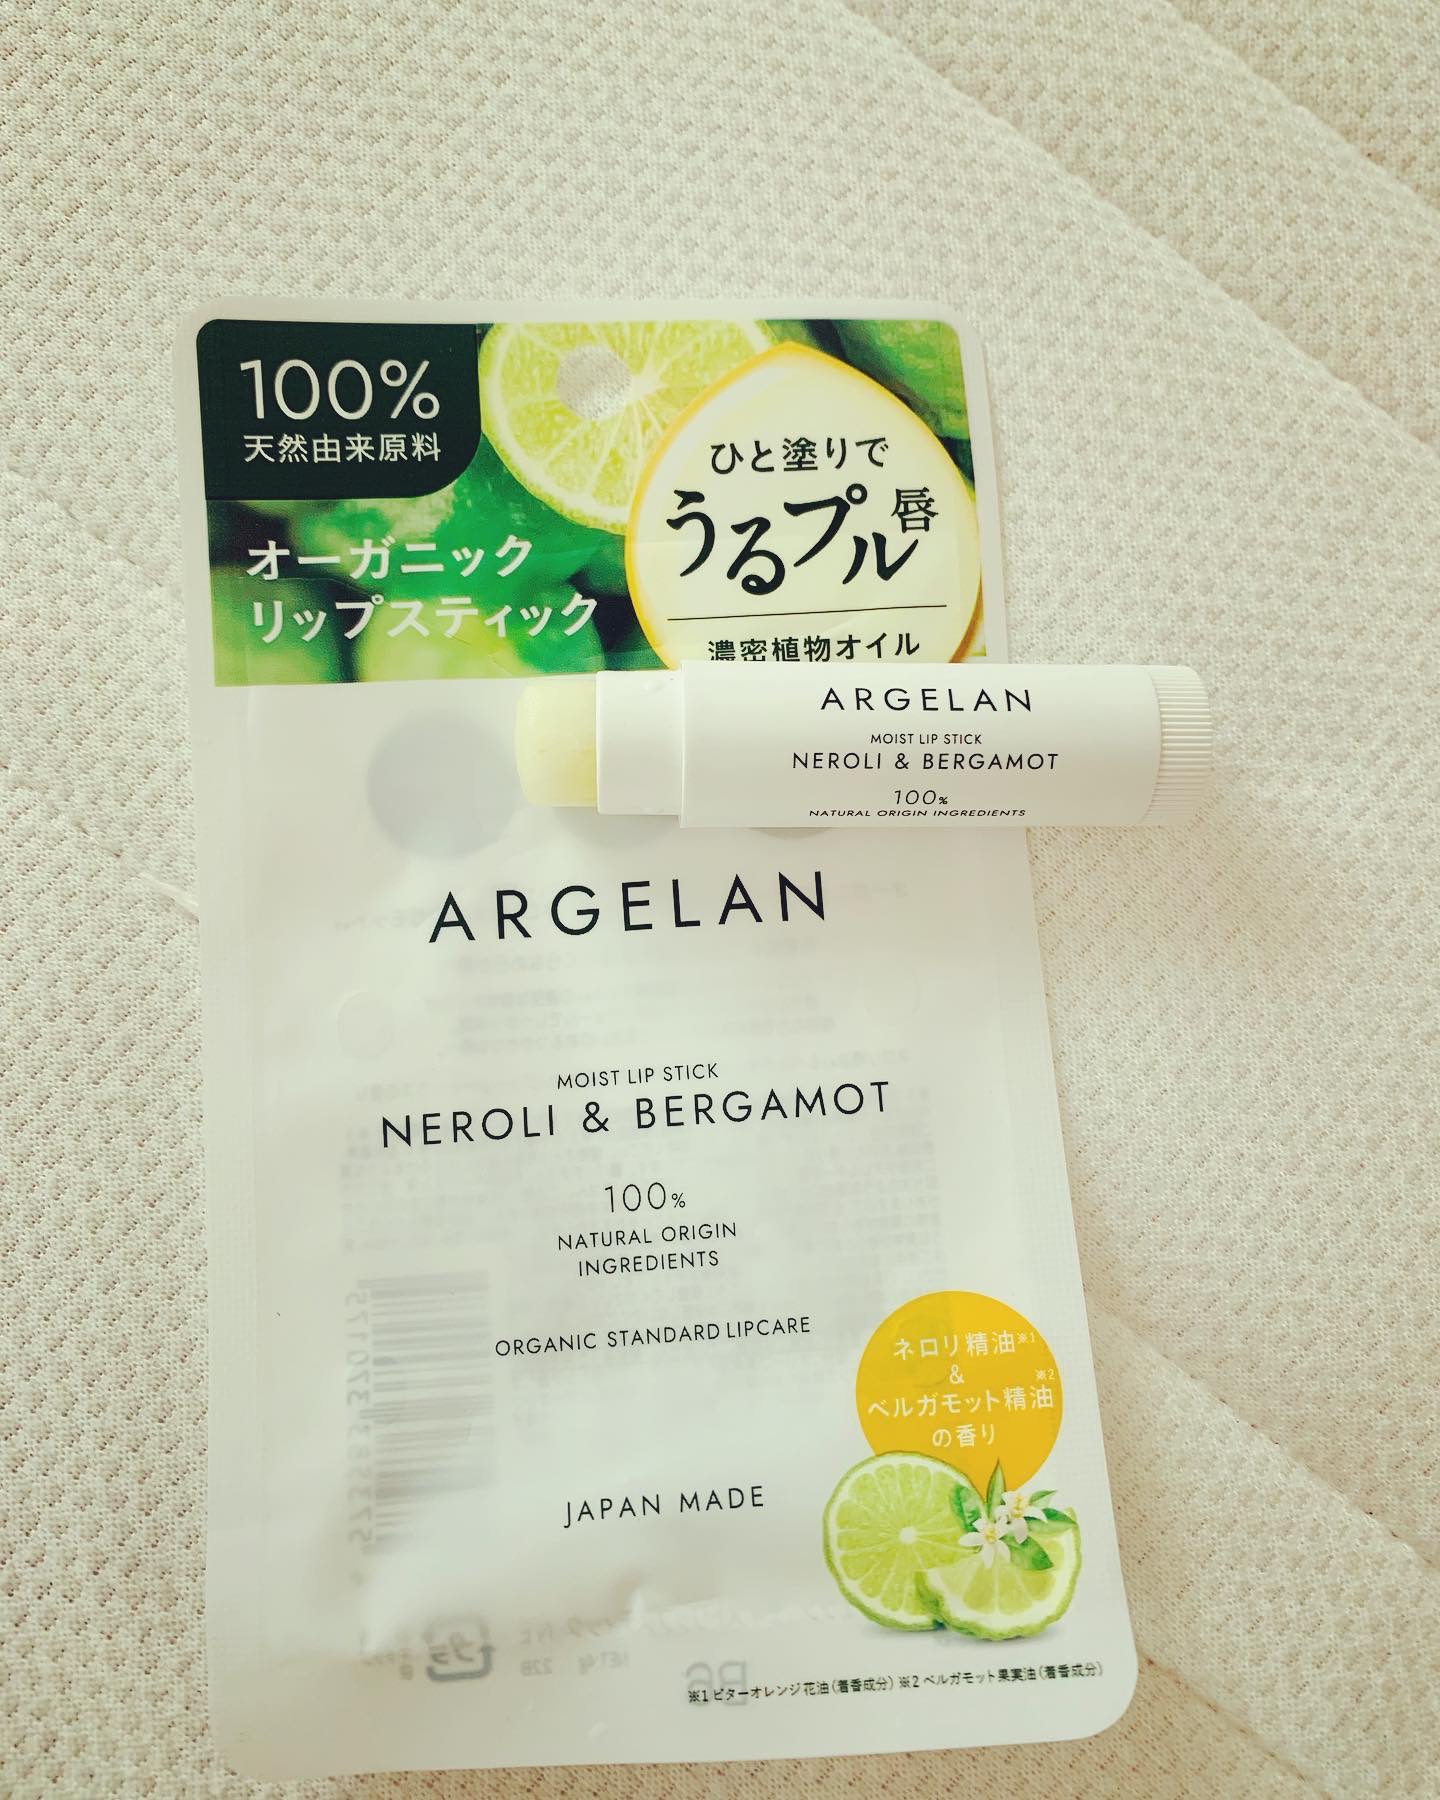 100%
天然由来原料
オーガニック
リップスティック
ひと塗りで
うるプル唇
濃密植物オイル
ARGELAN
MOIST LIP STICK
NEROLI & BERGAMOT
100%
NATURAL ORIGIN INGREDIENTS
ARGELAN
MOIST LIP STICK
NEROLI & BERGAMOT
100%
NATURAL ORIGIN
INGREDIENTS
ORGANIC STANDARD LIPCARE
ネロリ精油※1
&
ベルガモット精油※2
の香り
JAPAN MADE
※1 ビターオレンジ花油(着香成分) ※2 ベルガモット果実油(着香成分)